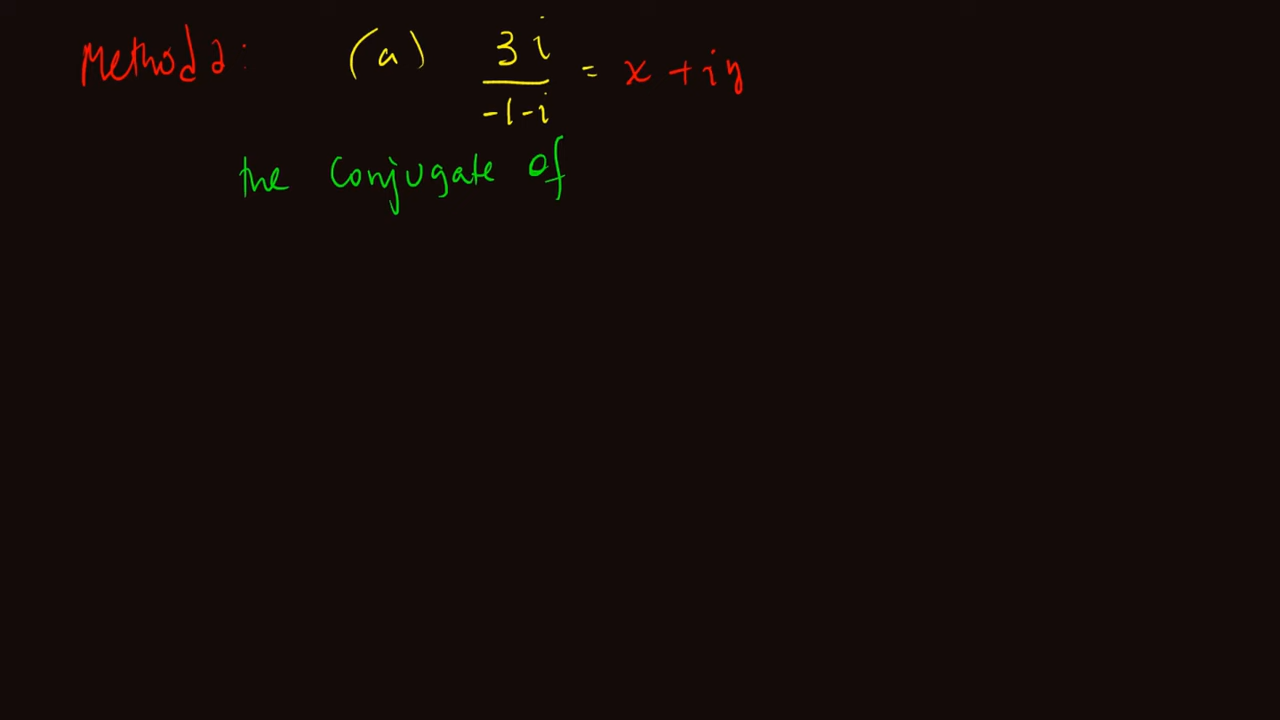 Method 2: (a) 3i/(-1-i) = x + iy
the conjugate of